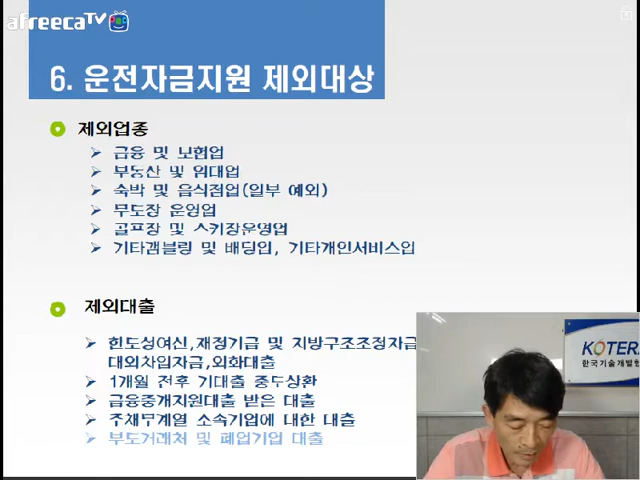 afreecaTV
6. 운전자금지원 제외대상
제외업종
금융 및 보험업
부동산 및 임대업
숙박 및 음식점업(일부 예외)
무도장 운영업
골프장 및 스키장운영업
기타갬블링 및 배팅업, 기타개인서비스업
제외대출
한도성여신,재정기금 및 지방구조조정자금
대외차입자금,외화대출
1개월 전후 기대출 중도상환
금융중개지원대출 받은 대출
주채무계열 소속기업에 대한 대출
부도거래처 및 폐업기업 대출
KOTER
한국기술개발